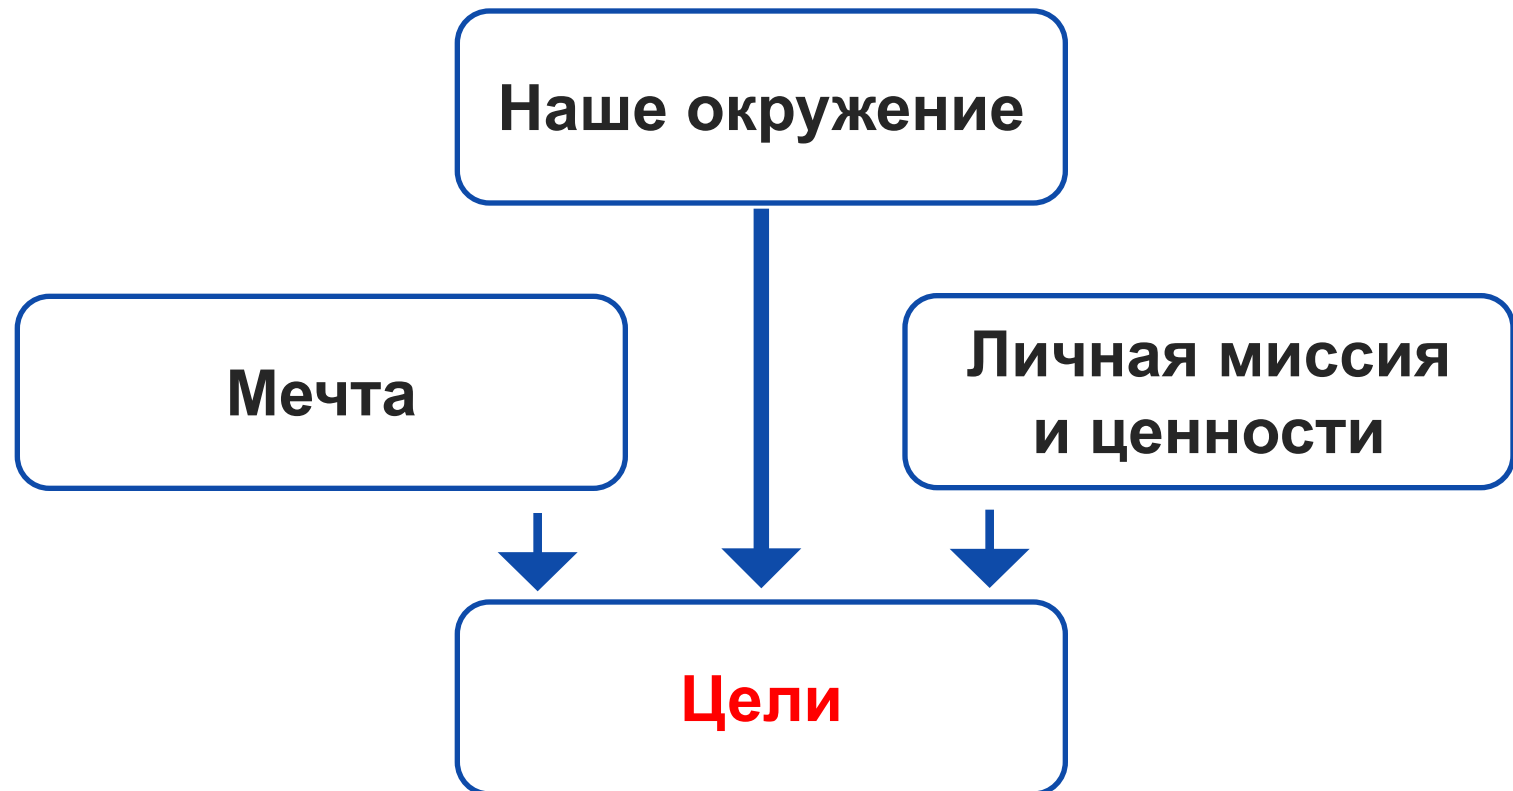 Наше окружение
Мечта
Личная миссия
и ценности
Цели